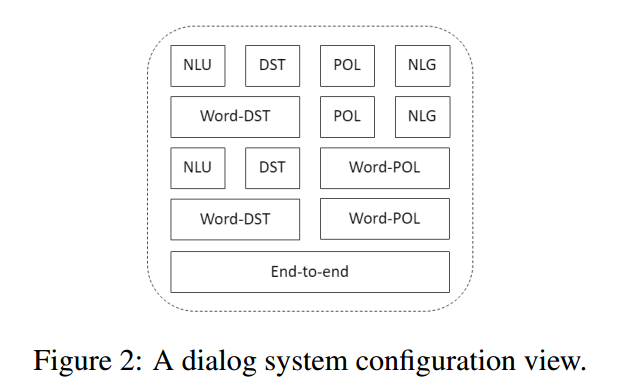 NLU DST POL NLG
Word-DST POL NLG
NLU DST Word-POL
Word-DST Word-POL
End-to-end
Figure 2: A dialog system configuration view.